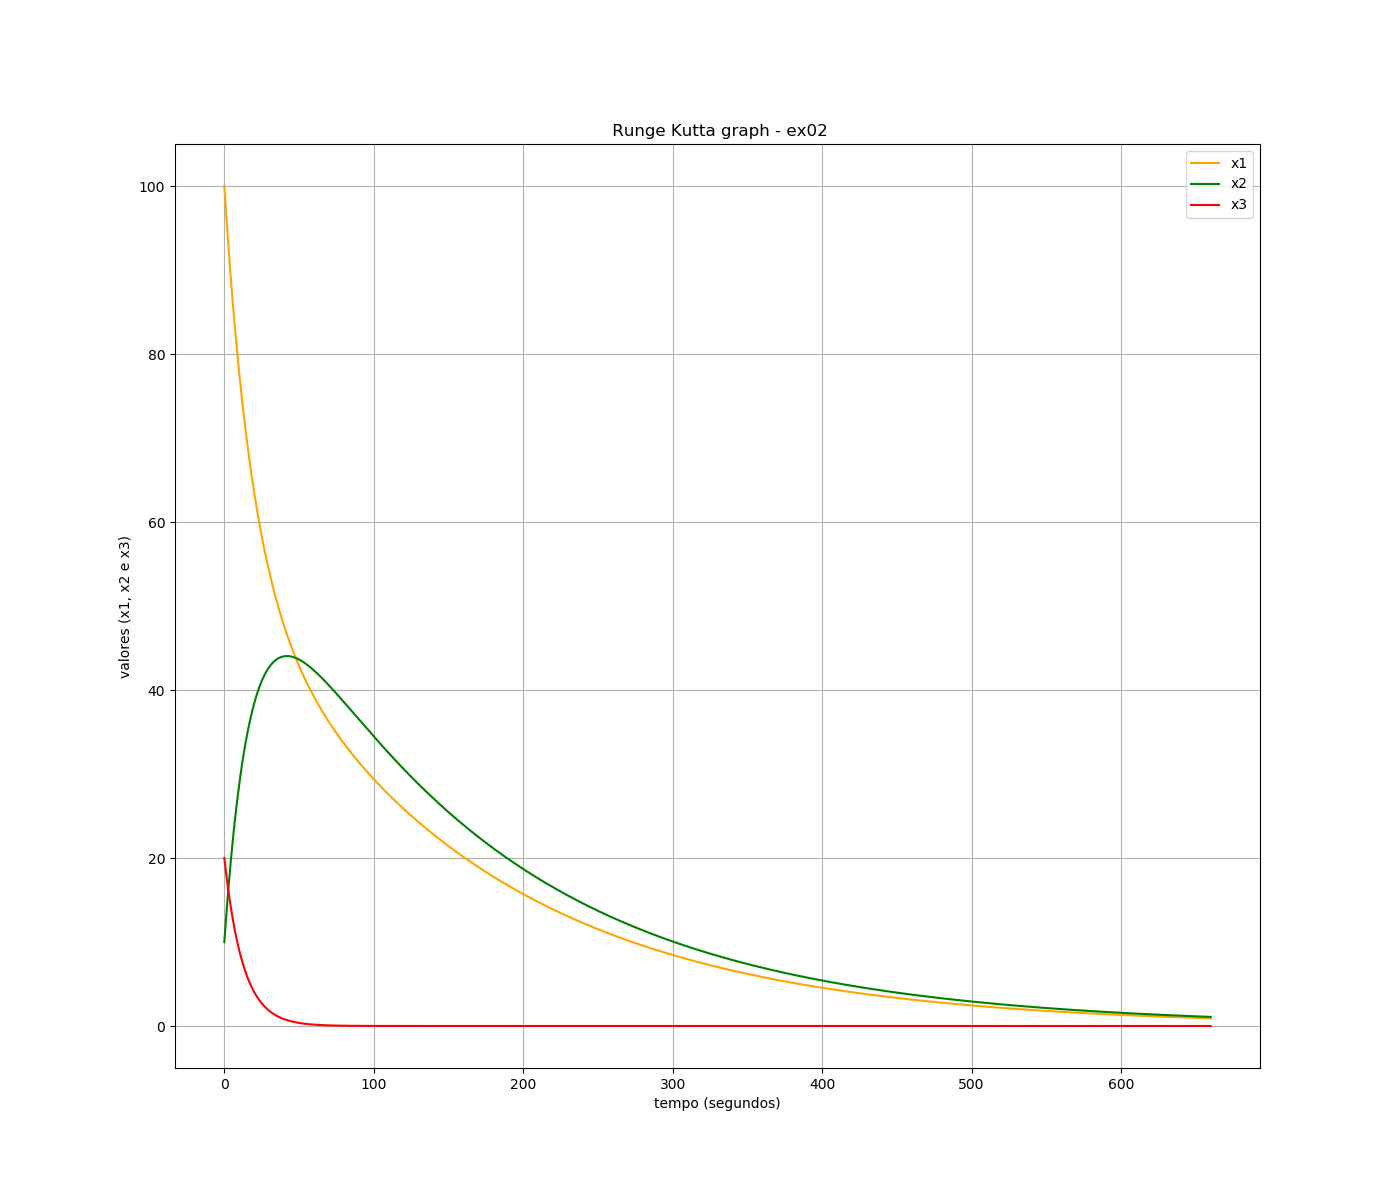 Runge Kutta graph - ex02
x1
x2
x3
100
80
60
40
20
0
valores (x1, x2 e x3)
0 100 200 300 400 500 600
tempo (segundos)